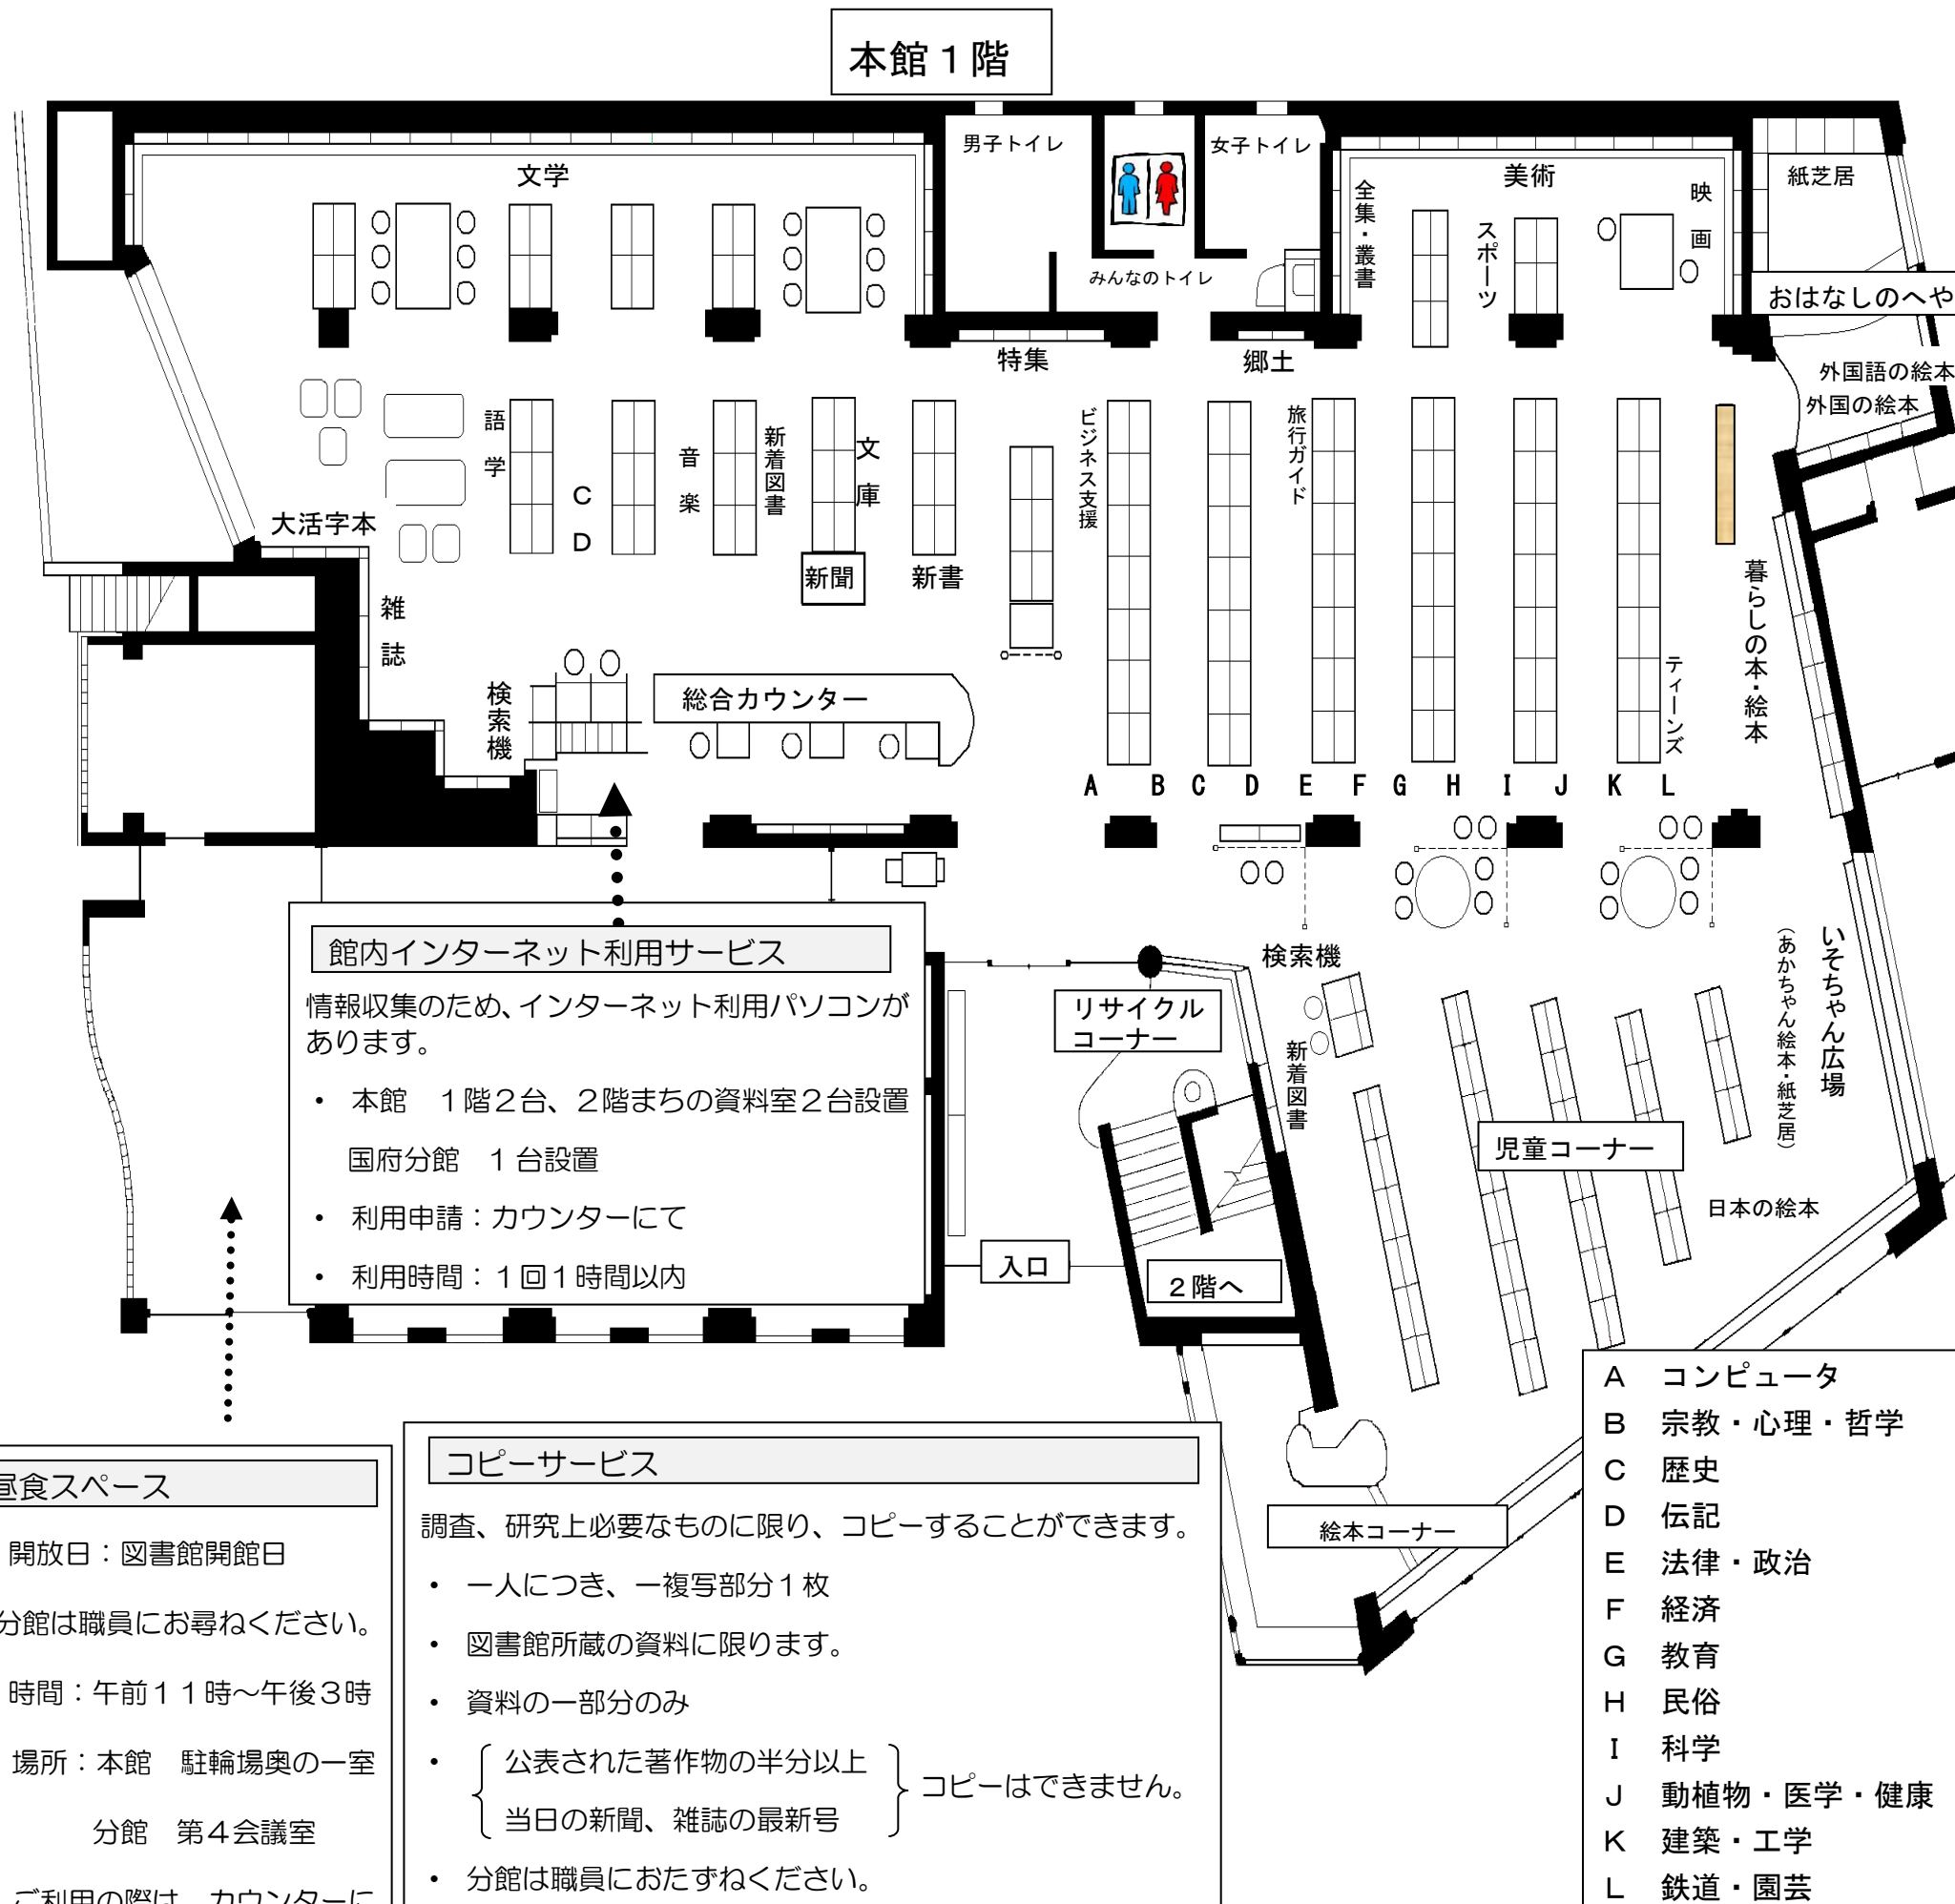 本館１階
男子トイレ
女子トイレ
みんなのトイレ
文学
全集・叢書
美術
スポーツ
映画
紙芝居
おはなしのへや
外国語の絵本
外国の絵本
特集
郷土
語学
CD
音楽
新着図書
文庫
新聞
新書
ビジネス支援
旅行ガイド
大活字本
雑誌
検索機
総合カウンター
ティーンズ
暮らしの本・絵本
A B C D E F G H I J K L
館内インターネット利用サービス
情報収集のため、インターネット利用パソコンが
あります。
・ 本館　１階２台、２階まちの資料室２台設置
国府分館　１台設置
・ 利用申請：カウンターにて
・ 利用時間：１回１時間以内
リサイクル
コーナー
検索機
新着図書
いそちゃん広場
（あかちゃん絵本・紙芝居）
児童コーナー
日本の絵本
入口
２階へ
絵本コーナー
昼食スペース
開放日：図書館開館日
分館は職員にお尋ねください。
時間：午前１１時～午後３時
場所：本館　駐輪場奥の一室
分館　第４会議室
ご利用の際は、カウンターに
コピーサービス
調査、研究上必要なものに限り、コピーすることができます。
・ 一人につき、一複写部分１枚
・ 図書館所蔵の資料に限ります。
・ 資料の一部分のみ
・ 公表された著作物の半分以上
当日の新聞、雑誌の最新号
コピーはできません。
・ 分館は職員におたずねください。
A コンピュータ
B 宗教・心理・哲学
C 歴史
D 伝記
E 法律・政治
F 経済
G 教育
H 民俗
I 科学
J 動植物・医学・健康
K 建築・工学
L 鉄道・園芸